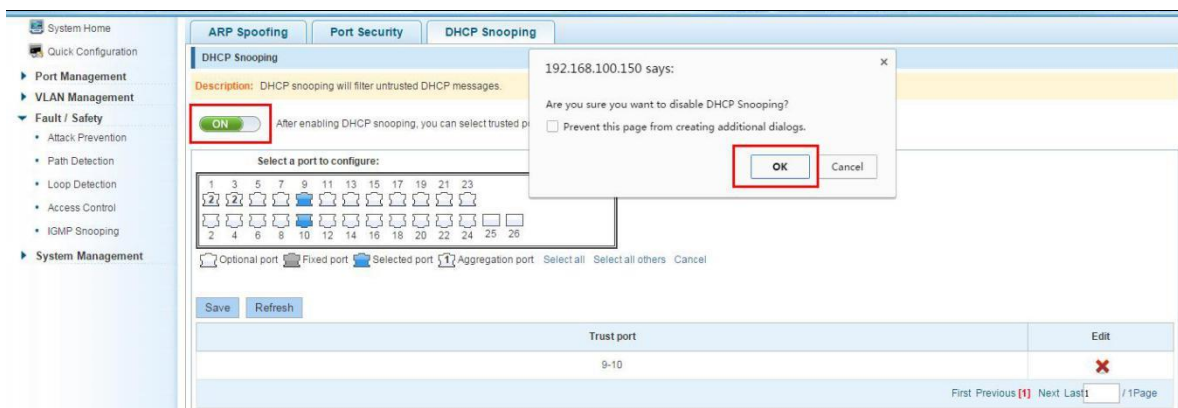 System Home
Quick Configuration
Port Management
VLAN Management
Fault / Safety
Attack Prevention
Path Detection
Loop Detection
Access Control
IGMP Snooping
System Management
ARP Spoofing Port Security DHCP Snooping
DHCP Snooping
Description: DHCP snooping will filter untrusted DHCP messages.
ON After enabling DHCP snooping, you can select trusted
192.168.100.150 says:
×
Are you sure you want to disable DHCP Snooping?
Prevent this page from creating additional dialogs.
OK Cancel
Select a port to configure:
1 3 5 7 9 11 13 15 17 19 21 23
2 2
2 4 6 8 10 12 14 16 18 20 22 24 25 26
Optional port Fixed port Selected port 1 Aggregation port Select all Select all others Cancel
Save Refresh
Trust port Edit
9-10
First Previous [1] Next Last 1 / 1Page